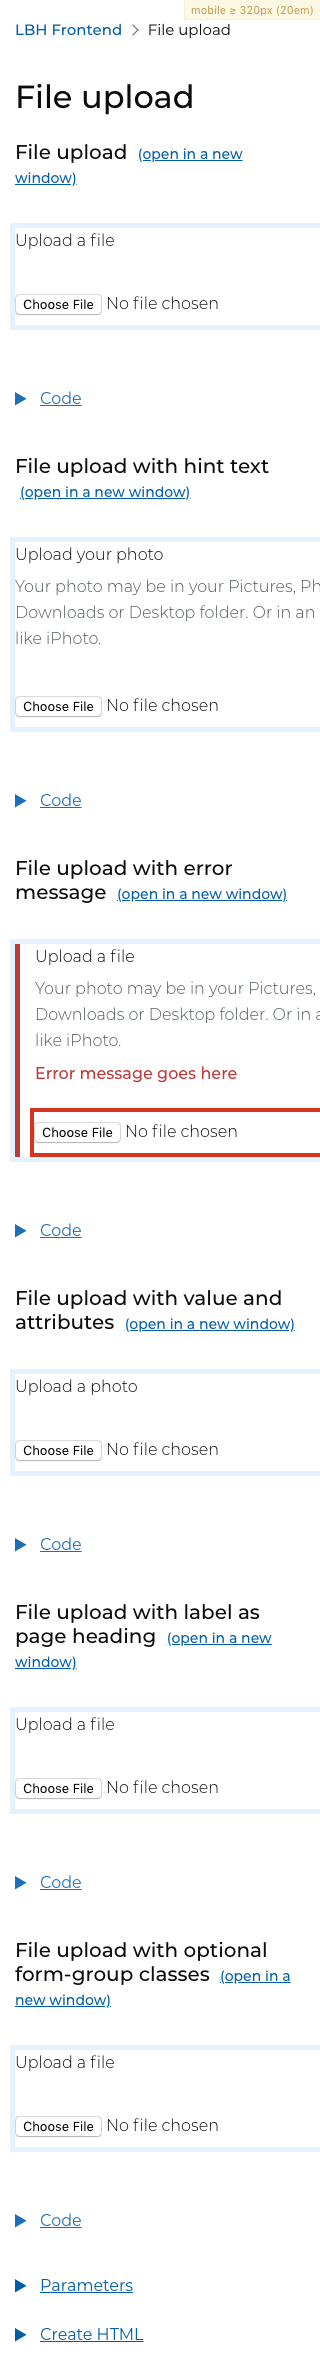 mobile ≥ 320px (20em)
LBH Frontend > File upload
File upload
File upload (open in a new
window)
Upload a file
Choose File No file chosen
Code
File upload with hint text
(open in a new window)
Upload your photo
Your photo may be in your Pictures, Ph
Downloads or Desktop folder. Or in an
like iPhoto.
Choose File No file chosen
Code
File upload with error
message (open in a new window)
Upload a file
Your photo may be in your Pictures,
Downloads or Desktop folder. Or in a
like iPhoto.
Error message goes here
Choose File No file chosen
Code
File upload with value and
attributes (open in a new window)
Upload a photo
Choose File No file chosen
Code
File upload with label as
page heading (open in a new
window)
Upload a file
Choose File No file chosen
Code
File upload with optional
form-group classes (open in a
new window)
Upload a file
Choose File No file chosen
Code
Parameters
Create HTML